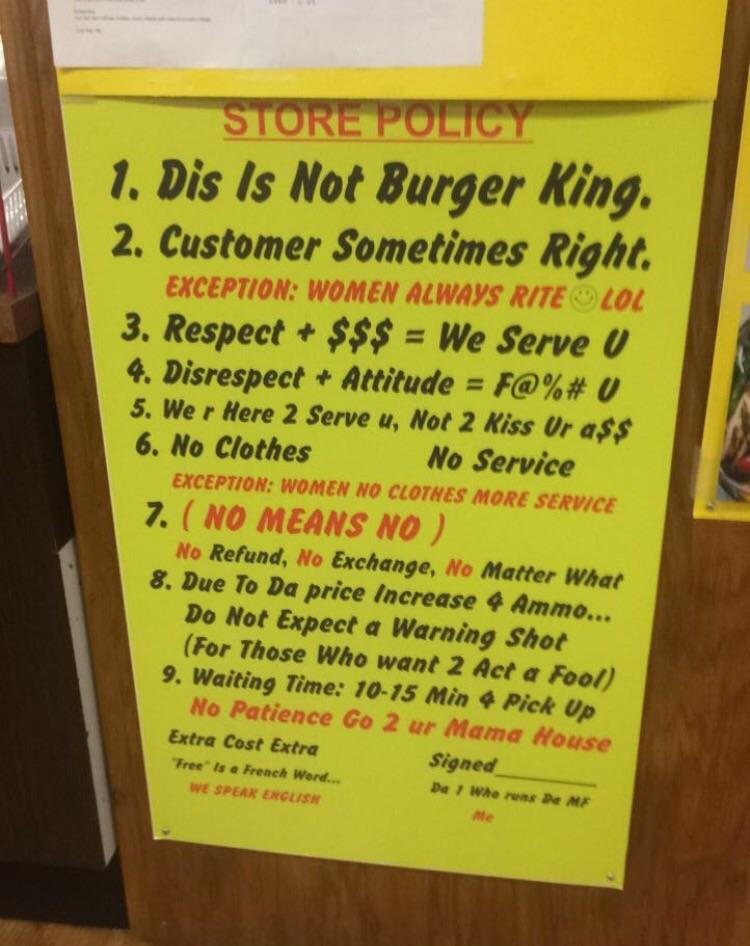 STORE POLICY
1. Dis Is Not Burger King.
2. Customer Sometimes Right.
EXCEPTION: WOMEN ALWAYS RITE ☺ LOL
3. Respect + $$$ = We Serve U
4. Disrespect + Attitude = F@%# U
5. We r Here 2 Serve u, Not 2 Kiss Ur a$$
6. No Clothes No Service
EXCEPTION: WOMEN NO CLOTHES MORE SERVICE
7. ( NO MEANS NO )
No Refund, No Exchange, No Matter What
8. Due To Da price Increase 4 Ammo...
Do Not Expect a Warning Shot
(For Those Who want 2 Act a Fool)
9. Waiting Time: 10-15 Min 4 Pick Up
No Patience Go 2 ur Mama House
Extra Cost Extra
"Free" Is a French Word...
WE SPEAK ENGLISH
Signed__________
Da 1 Who runs Da MF
Me